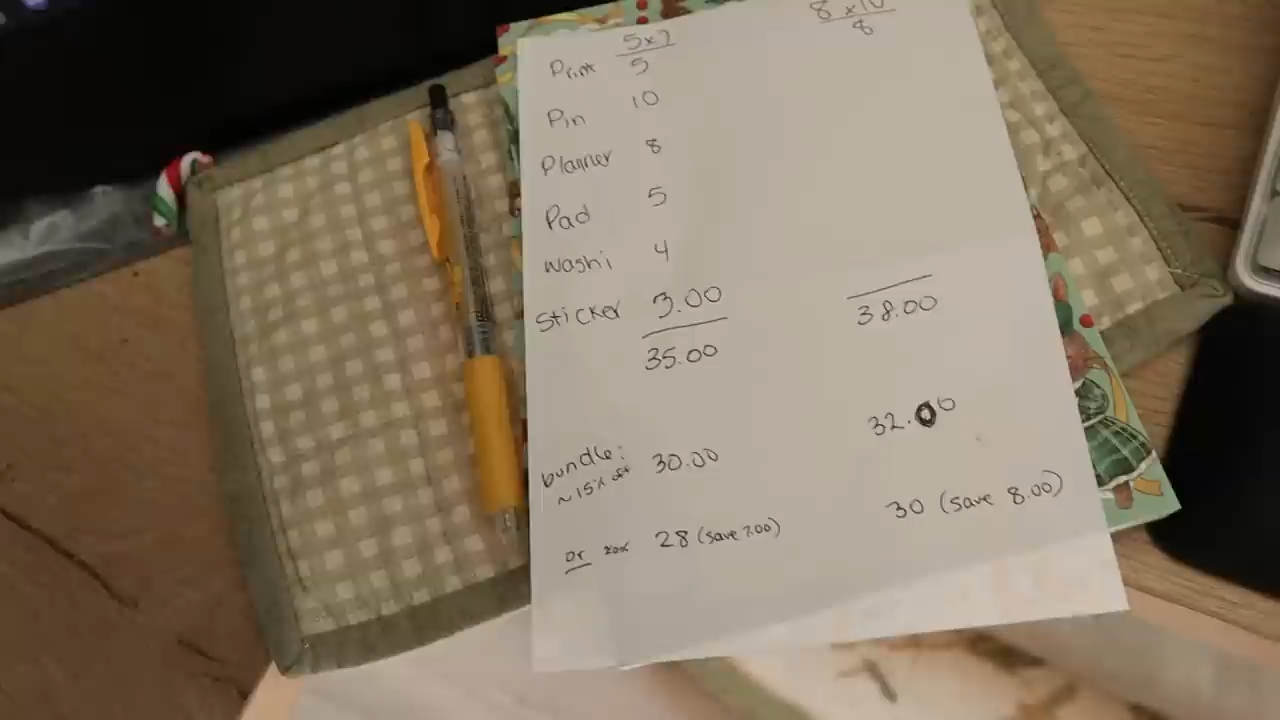 5x7 8x10
Print 5 8
Pin 10
Planner 8
Pad 5
Washi 4
Sticker 3.00
35.00 38.00
bundle: 30.00 32.00
~15% off
or 20% 28 (save 7.00) 30 (save 8.00)